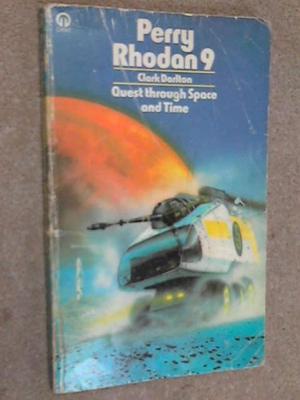 Perry
Rhodan 9
Clark Darlton
Quest through Space
and Time